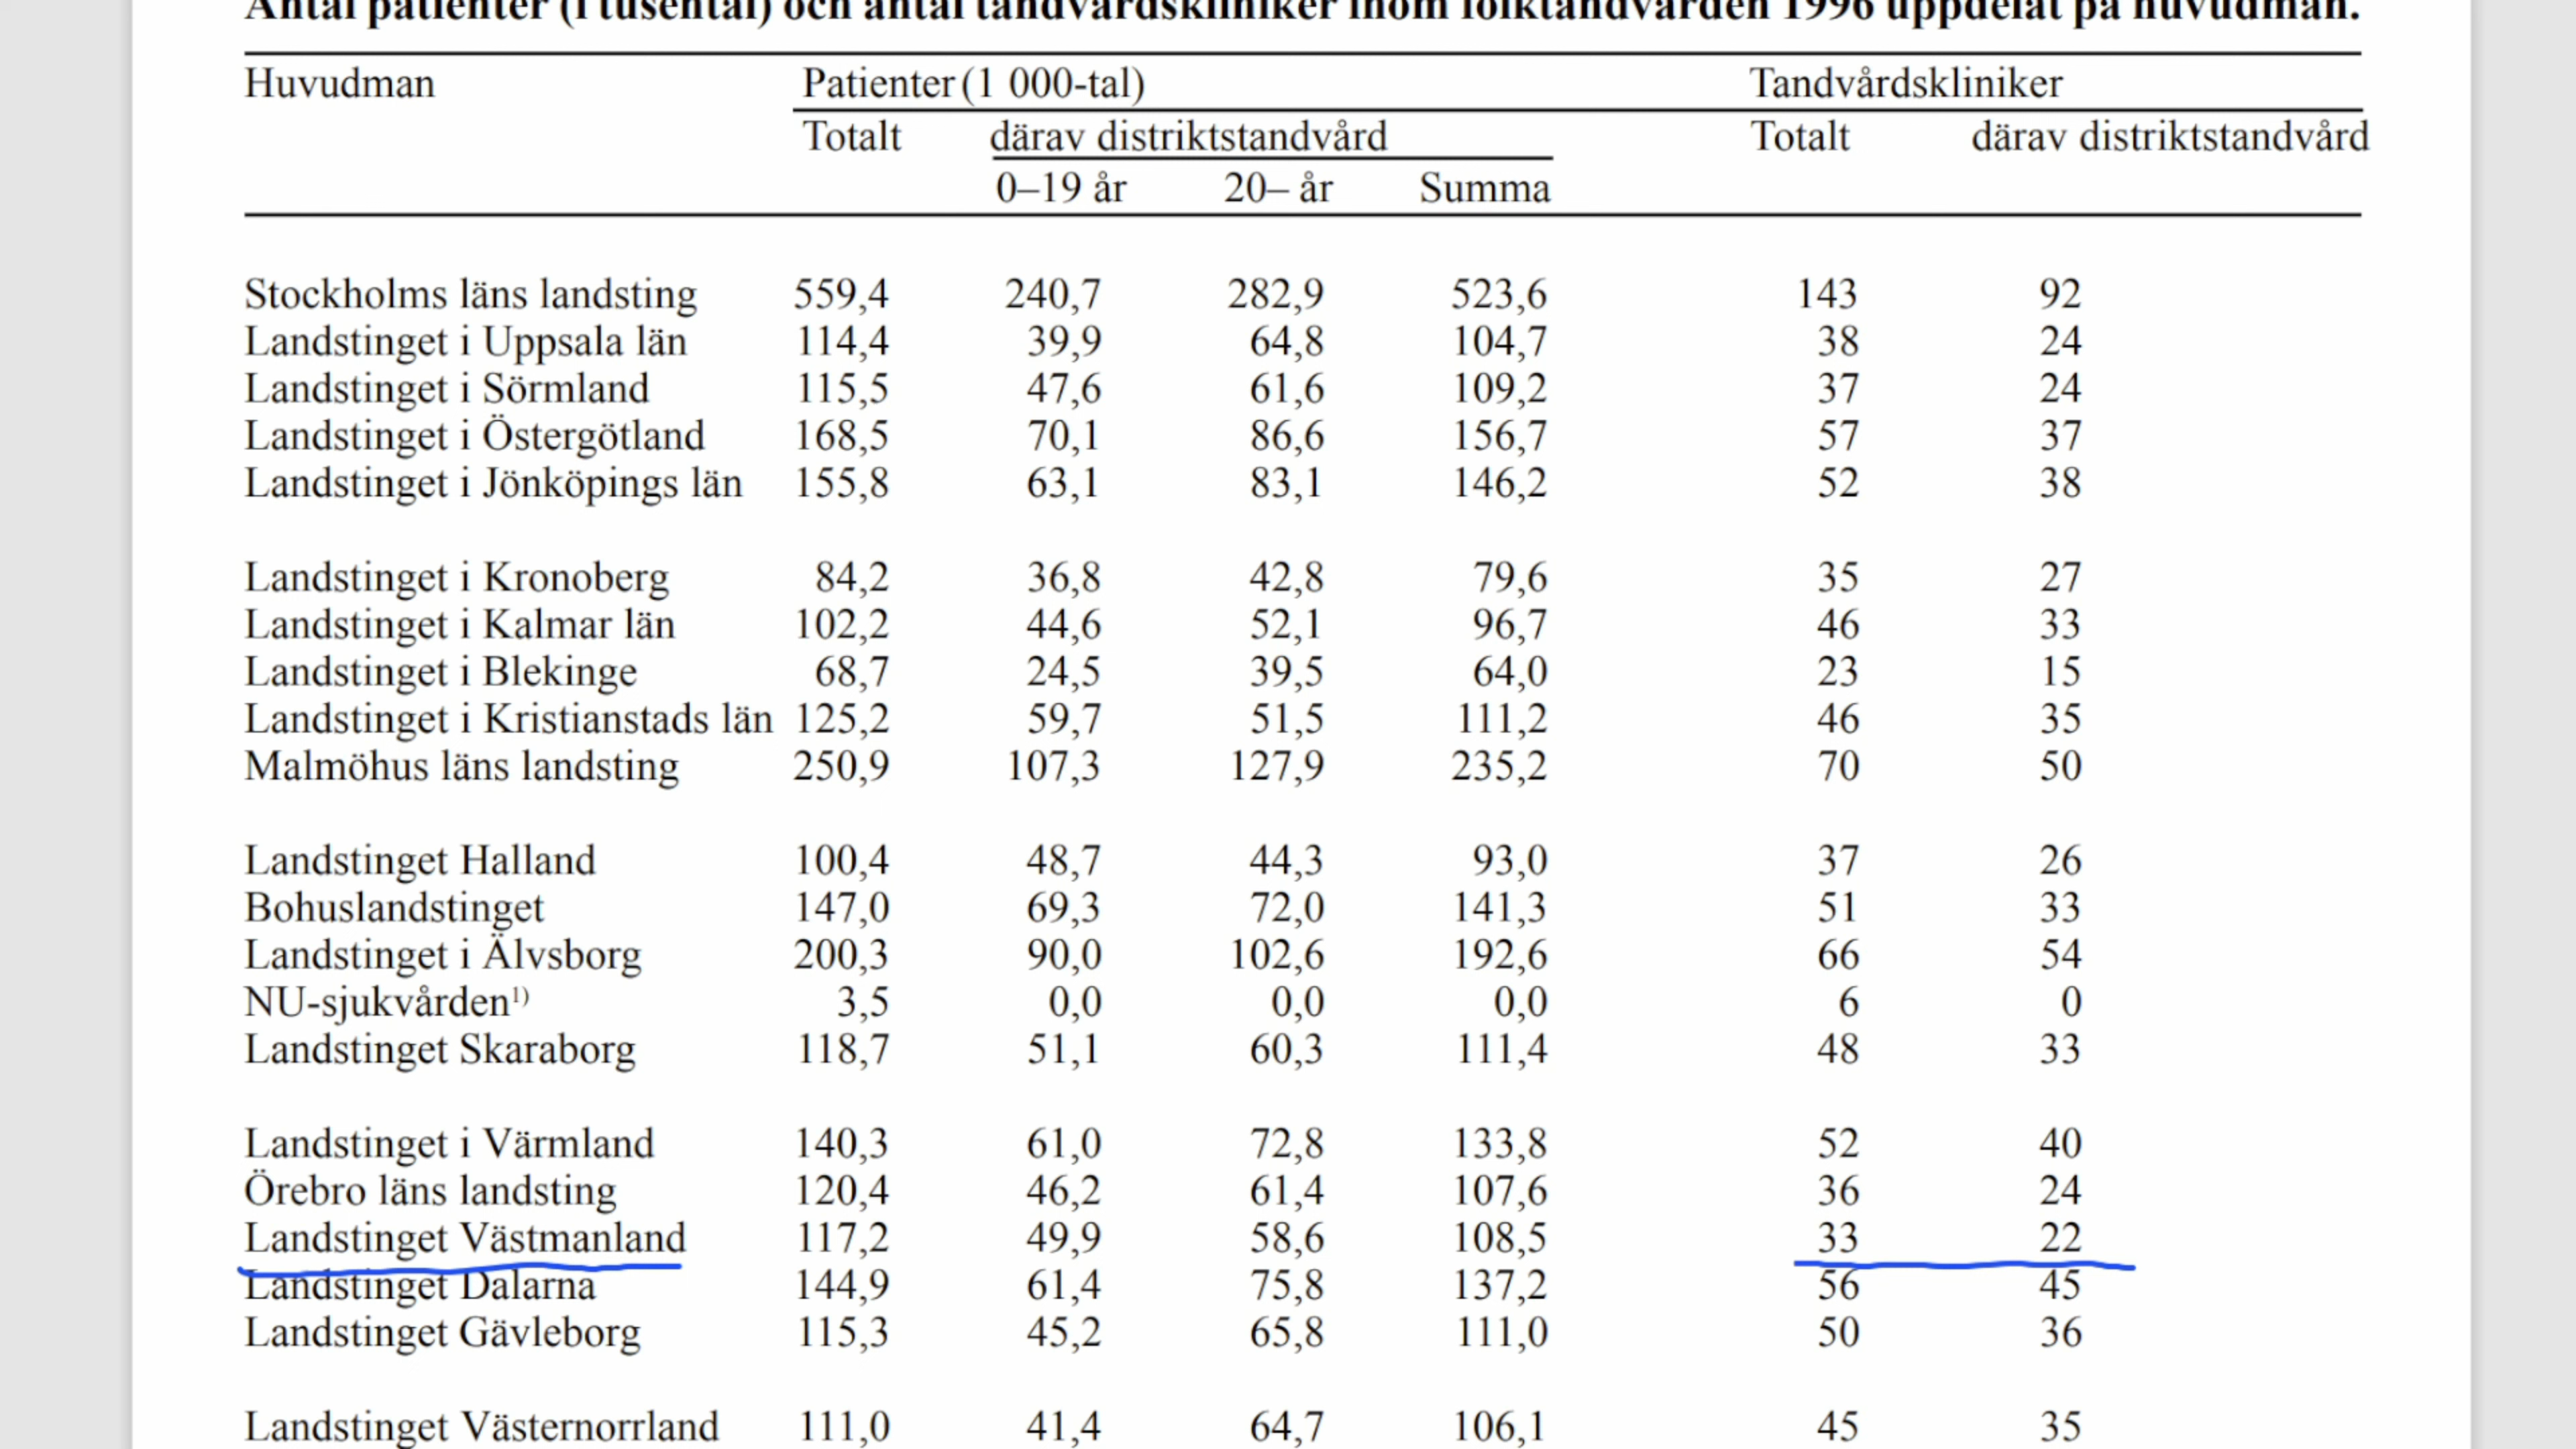 Antal patienter (i tusental) och antal tandvårdskliniker inom folktandvården 1996 uppdelat på huvudman.
Huvudman Patienter (1 000-tal) Tandvårdskliniker
Totalt därav distriktstandvård Totalt därav distriktstandvård
0–19 år 20– år Summa
Stockholms läns landsting 559,4 240,7 282,9 523,6 143 92
Landstinget i Uppsala län 114,4 39,9 64,8 104,7 38 24
Landstinget i Sörmland 115,5 47,6 61,6 109,2 37 24
Landstinget i Östergötland 168,5 70,1 86,6 156,7 57 37
Landstinget i Jönköpings län 155,8 63,1 83,1 146,2 52 38
Landstinget i Kronoberg 84,2 36,8 42,8 79,6 35 27
Landstinget i Kalmar län 102,2 44,6 52,1 96,7 46 33
Landstinget i Blekinge 68,7 24,5 39,5 64,0 23 15
Landstinget i Kristianstads län 125,2 59,7 51,5 111,2 46 35
Malmöhus läns landsting 250,9 107,3 127,9 235,2 70 50
Landstinget Halland 100,4 48,7 44,3 93,0 37 26
Bohuslandstinget 147,0 69,3 72,0 141,3 51 33
Landstinget i Älvsborg 200,3 90,0 102,6 192,6 66 54
NU-sjukvården¹⁾ 3,5 0,0 0,0 0,0 6 0
Landstinget Skaraborg 118,7 51,1 60,3 111,4 48 33
Landstinget i Värmland 140,3 61,0 72,8 133,8 52 40
Örebro läns landsting 120,4 46,2 61,4 107,6 36 24
Landstinget Västmanland 117,2 49,9 58,6 108,5 33 22
Landstinget Dalarna 144,9 61,4 75,8 137,2 56 45
Landstinget Gävleborg 115,3 45,2 65,8 111,0 50 36
Landstinget Västernorrland 111,0 41,4 64,7 106,1 45 35